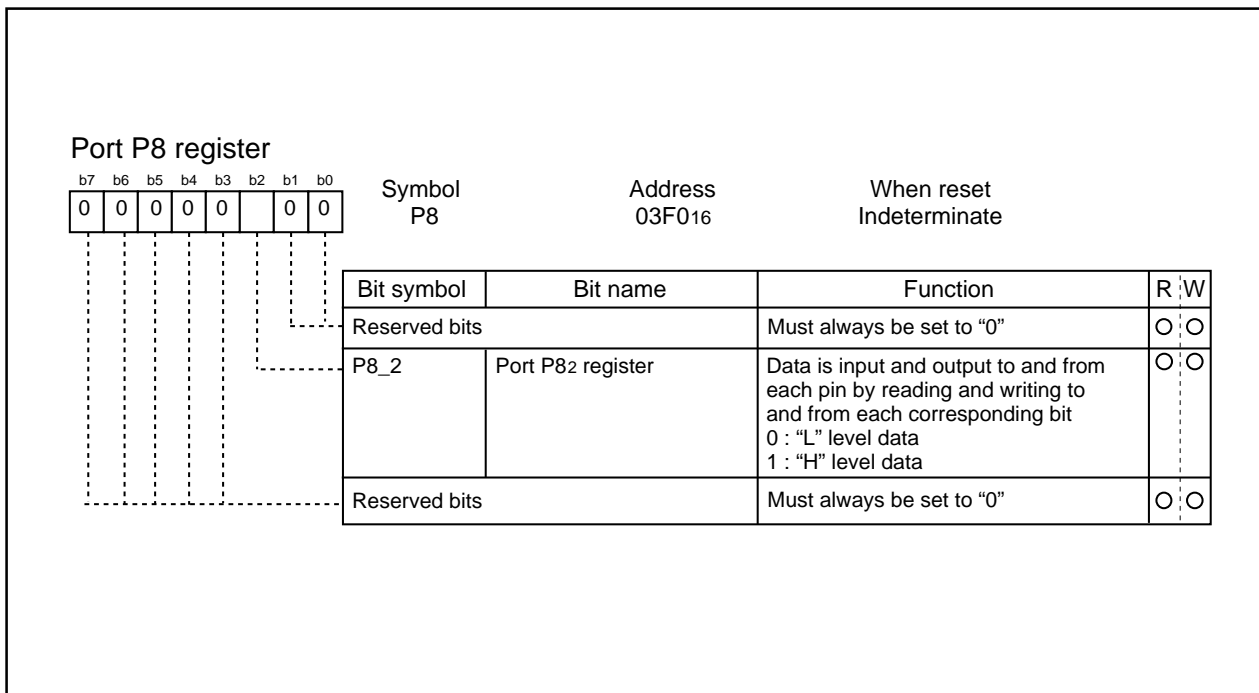 Port P8 register
b7 b6 b5 b4 b3 b2 b1 b0
0 0 0 0 0 0 0
Symbol Address When reset
P8 03F016 Indeterminate
Bit symbol Bit name Function R W
Reserved bits Must always be set to “0”
P8_2 Port P82 register Data is input and output to and from
each pin by reading and writing to
and from each corresponding bit
0 : “L” level data
1 : “H” level data
Reserved bits Must always be set to “0”